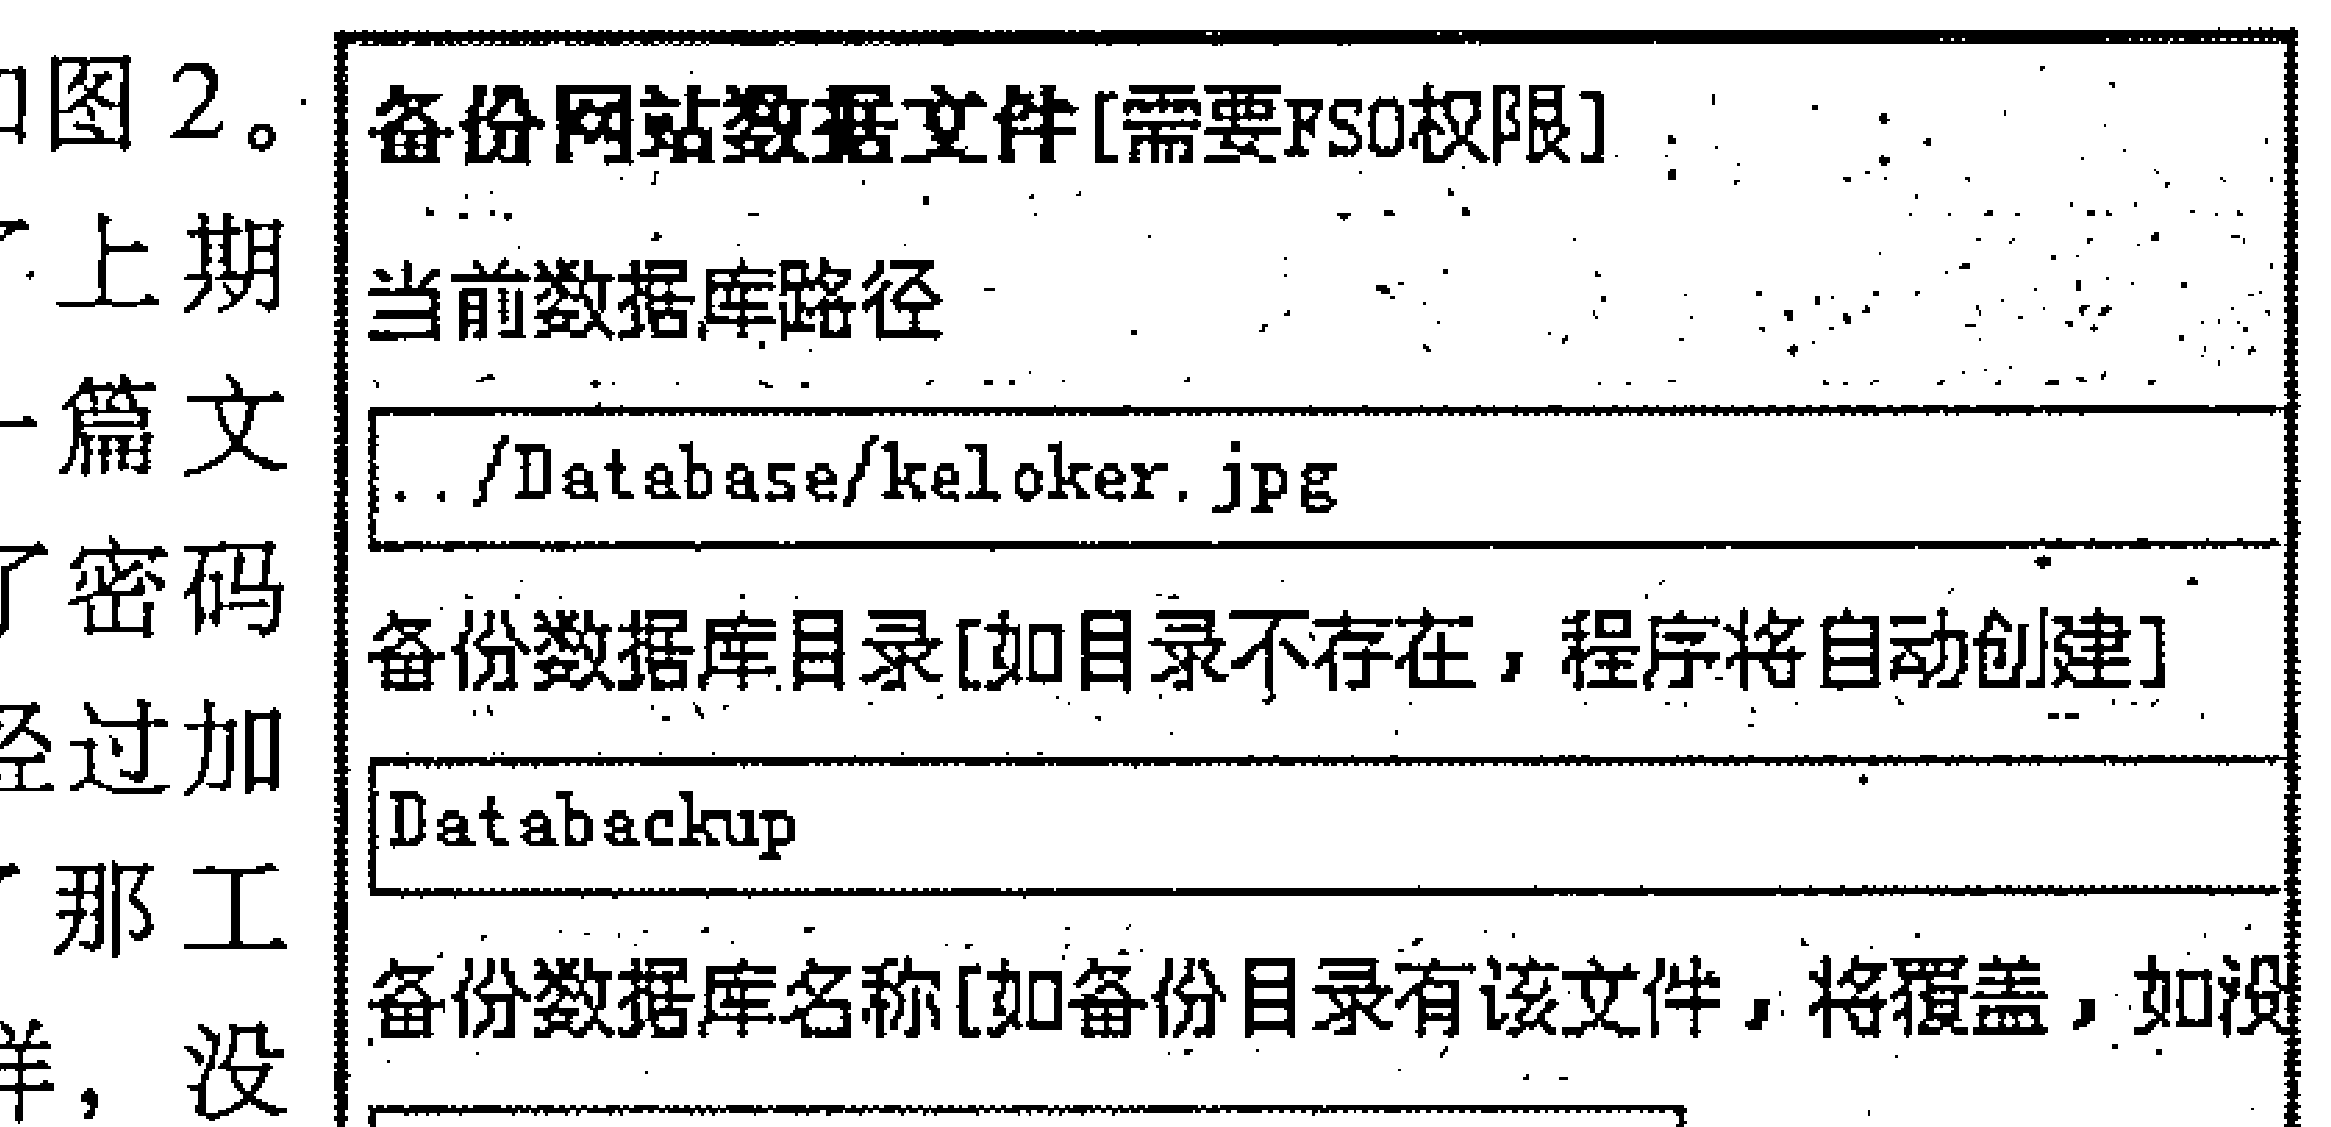 如图 2。
了上期
一篇文
了密码
经过加
了那工
样，没
备份网站数据文件[需要FSO权限]
当前数据库路径
../Database/keloker.jpg
备份数据库目录[如目录不存在，程序将自动创建]
Databackup
备份数据库名称[如备份目录有该文件，将覆盖，如没